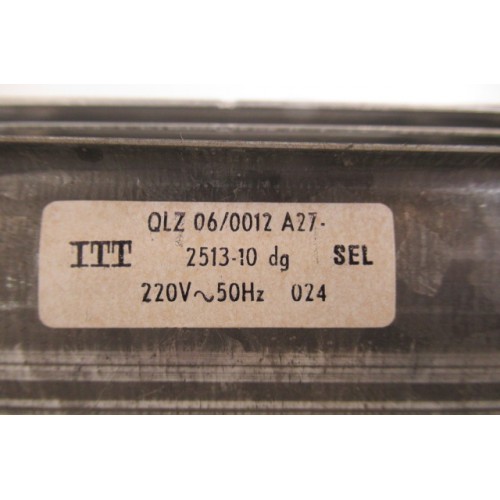 QLZ 06/0012 A27-
ITT 2513-10 dg SEL
220V~50Hz 024